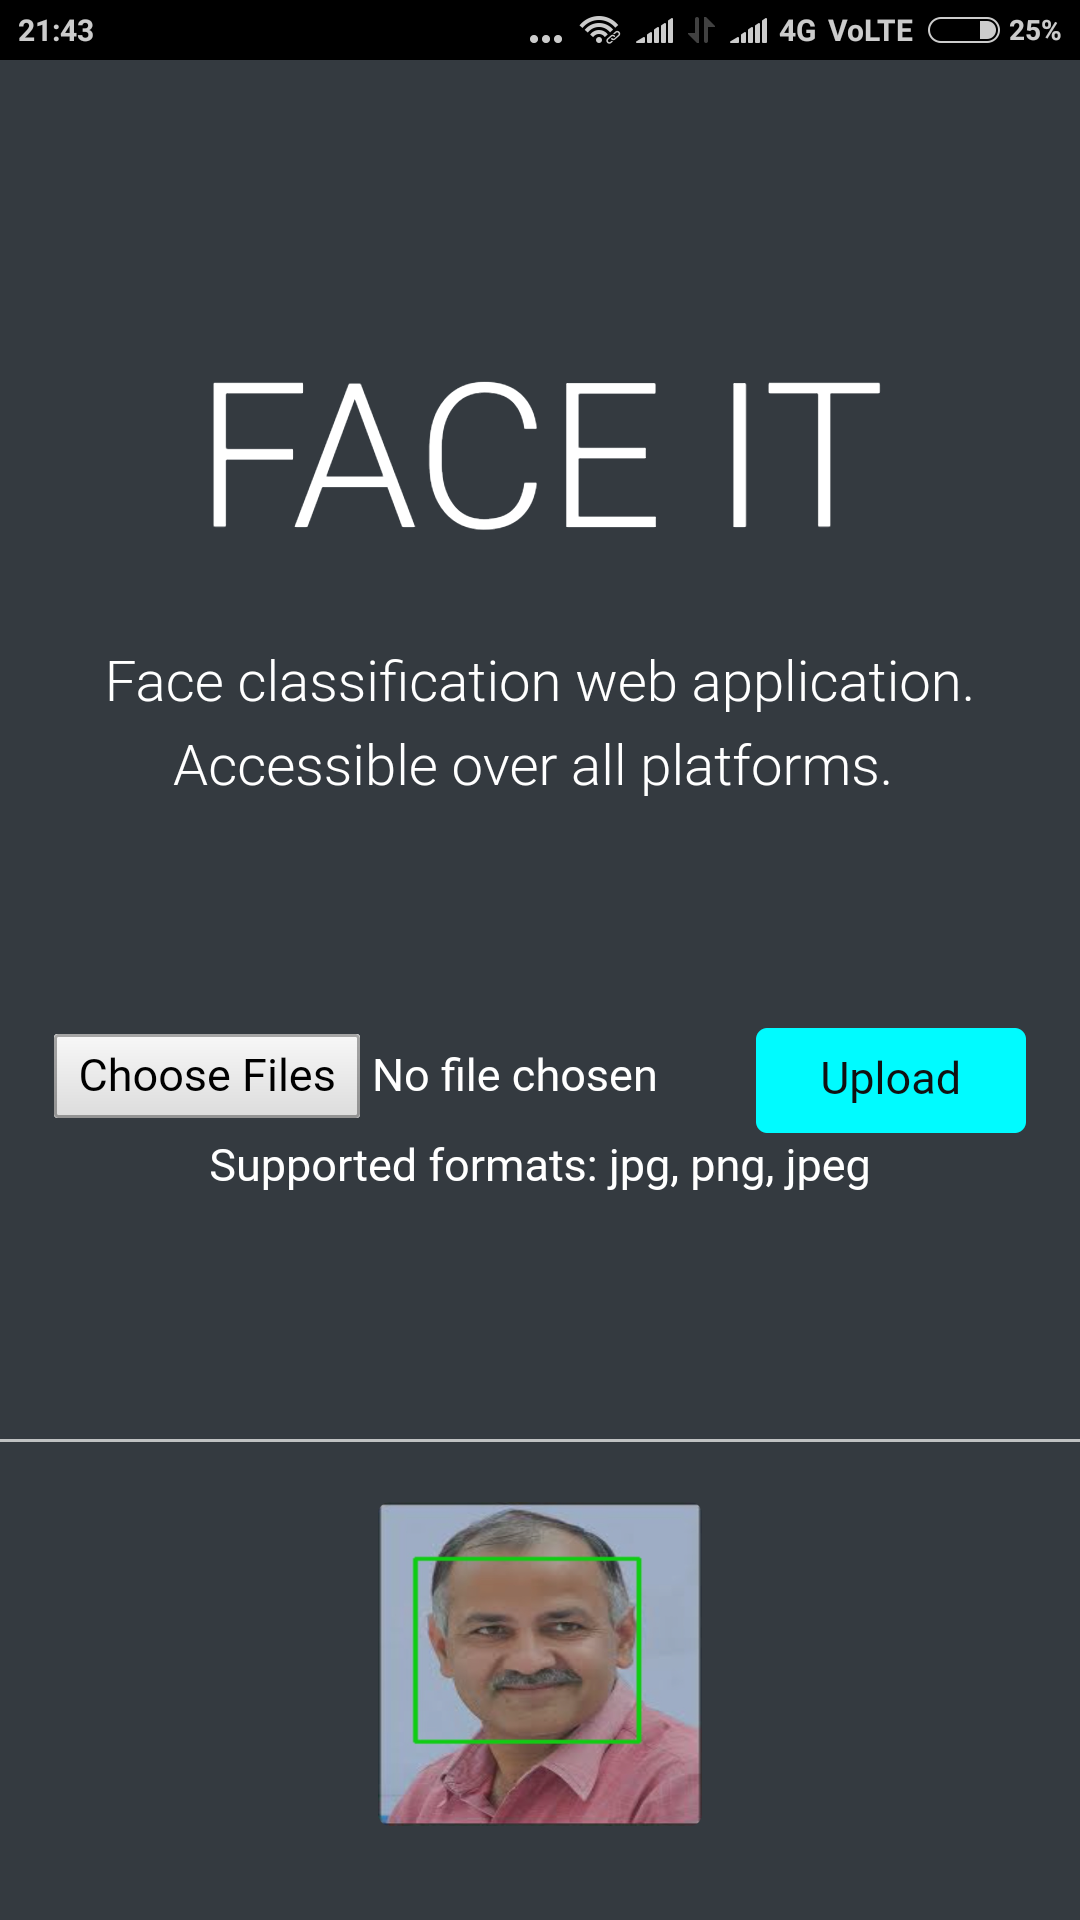 21:43 ... 4G VoLTE 25%
FACE IT
Face classification web application.
Accessible over all platforms.
Choose Files No file chosen Upload
Supported formats: jpg, png, jpeg